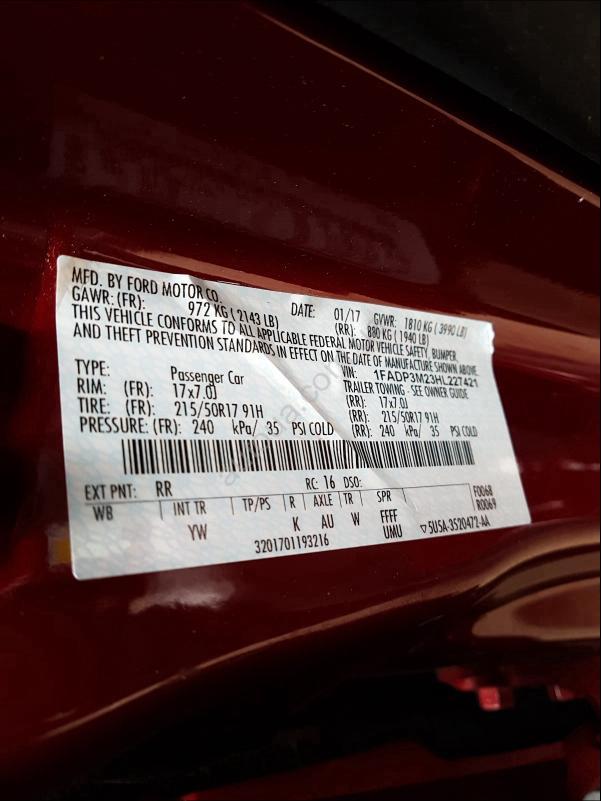 MFD. BY FORD MOTOR CO. DATE: 01/17 GVWR: 1810 KG ( 3990 LB)
GAWR: (FR): 972 KG ( 2143 LB) (RR): 880 KG ( 1940 LB)
THIS VEHICLE CONFORMS TO ALL APPLICABLE FEDERAL MOTOR VEHICLE SAFETY, BUMPER,
AND THEFT PREVENTION STANDARDS IN EFFECT ON THE DATE OF MANUFACTURE SHOWN ABOVE.
VIN: 1FADP3M23HL227421
TYPE: Passenger Car TRAILER TOWING - SEE OWNER GUIDE
RIM: (FR): 17x7.0J (RR): 17x7.0J
TIRE: (FR): 215/50R17 91H (RR): 215/50R17 91H
PRESSURE: (FR): 240 kPa/ 35 PSI COLD (RR): 240 kPa/ 35 PSI COLD
EXT PNT: RR RC: 16 DSO: F0068
R0069
WB INT TR TP/PS R AXLE TR SPR
YW K AU W FFFF
UMU
3201701193216 5U5A-3520472-AA